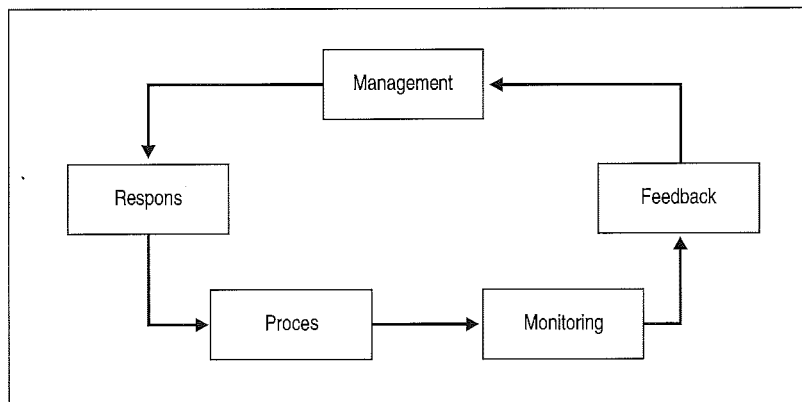 Management
Respons
Feedback
Proces
Monitoring